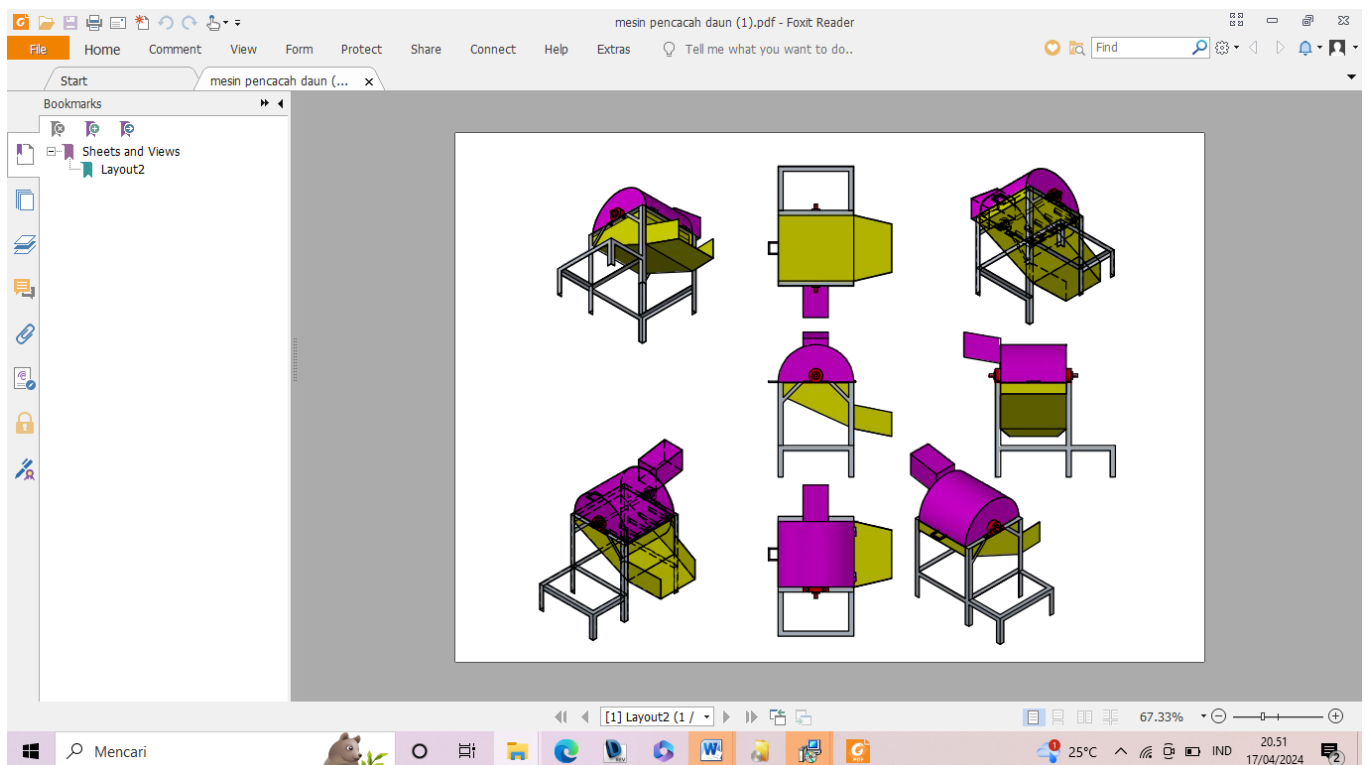 mesin pencacah daun (1).pdf - Foxit Reader
File Home Comment View Form Protect Share Connect Help Extras Tell me what you want to do.. Find
Start mesin pencacah daun (... x
Bookmarks
Sheets and Views
Layout2
[1] Layout2 (1 / 67.33%
Mencari 25°C IND 20.51
17/04/2024 2